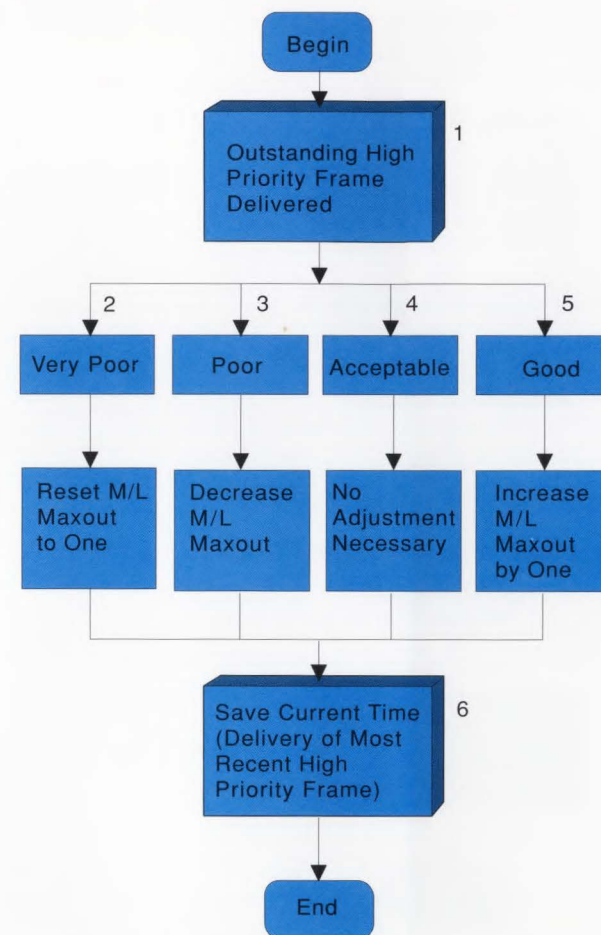 Begin
1
Outstanding High
Priority Frame
Delivered
2
3
4
5
Very Poor
Poor
Acceptable
Good
Reset M/L
Maxout
to One
Decrease
M/L
Maxout
No
Adjustment
Necessary
Increase
M/L
Maxout
by One
6
Save Current Time
(Delivery of Most
Recent High
Priority Frame)
End